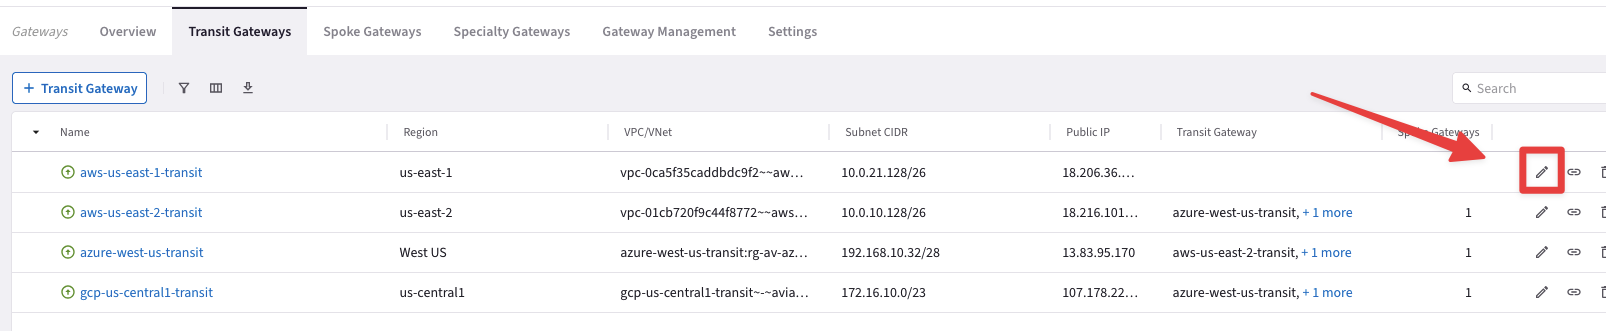 Gateways Overview Transit Gateways Spoke Gateways Specialty Gateways Gateway Management Settings
+ Transit Gateway Search
Name Region VPC/VNet Subnet CIDR Public IP Transit Gateway Spoke Gateways
aws-us-east-1-transit us-east-1 vpc-0ca5f35caddbdc9f2~~aw... 10.0.21.128/26 18.206.36....
aws-us-east-2-transit us-east-2 vpc-01cb720f9c44f8772~~aws... 10.0.10.128/26 18.216.101... azure-west-us-transit, + 1 more 1
azure-west-us-transit West US azure-west-us-transit:rg-av-az... 192.168.10.32/28 13.83.95.170 aws-us-east-2-transit, + 1 more 1
gcp-us-central1-transit us-central1 gcp-us-central1-transit~-~avia... 172.16.10.0/23 107.178.22... azure-west-us-transit, + 1 more 1